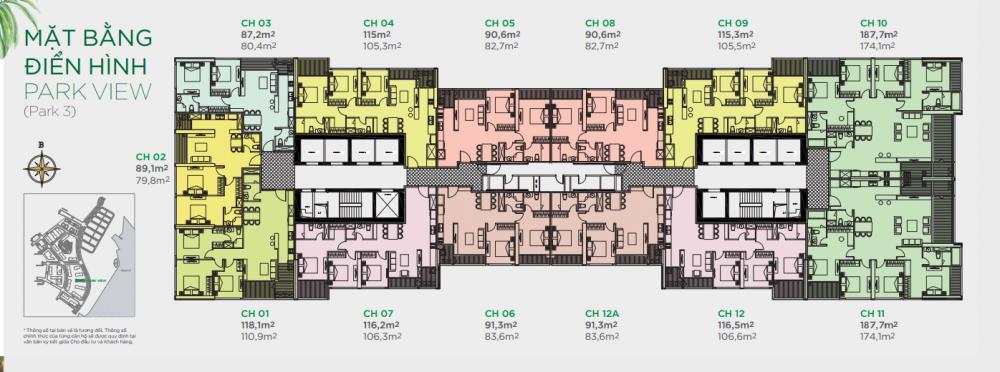 MẶT BẰNG
ĐIỂN HÌNH
PARK VIEW
(Park 3)
B
CH 03
87,2m²
80,4m²
CH 04
115m²
105,3m²
CH 05
90,6m²
82,7m²
CH 08
90,6m²
82,7m²
CH 09
115,3m²
105,5m²
CH 10
187,7m²
174,1m²
CH 02
89,1m²
79,8m²
CH 01
118,1m²
110,9m²
CH 07
116,2m²
106,3m²
CH 06
91,3m²
83,6m²
CH 12A
91,3m²
83,6m²
CH 12
116,5m²
106,6m²
CH 11
187,7m²
174,1m²
* Thông số tại bản vẽ là tương đối. Thông số
chính thức của từng căn hộ sẽ được quy định tại
văn bản ký kết giữa Chủ đầu tư và Khách hàng.